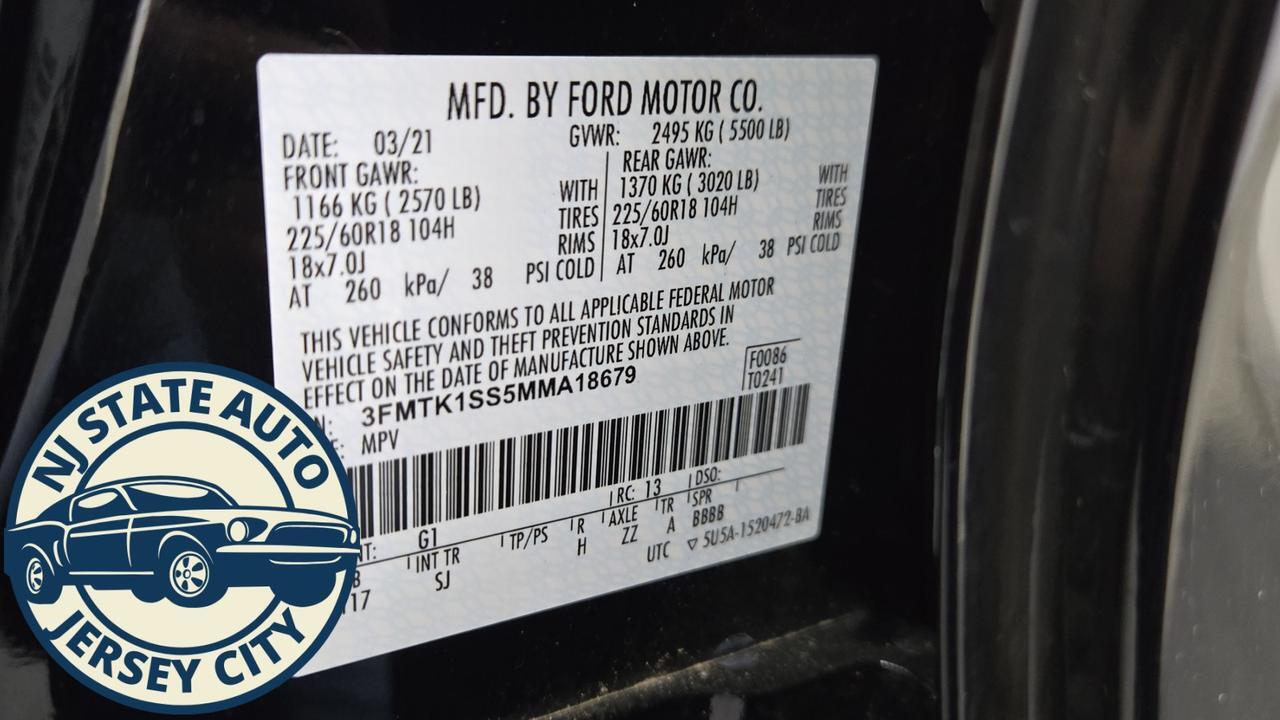 MFD. BY FORD MOTOR CO.
DATE: 03/21 GVWR: 2495 KG ( 5500 LB)
FRONT GAWR: REAR GAWR:
1166 KG ( 2570 LB) WITH 1370 KG ( 3020 LB) WITH
225/60R18 104H TIRES 225/60R18 104H TIRES
18x7.0J RIMS 18x7.0J RIMS
AT 260 kPa/ 38 PSI COLD AT 260 kPa/ 38 PSI COLD
THIS VEHICLE CONFORMS TO ALL APPLICABLE FEDERAL MOTOR
VEHICLE SAFETY AND THEFT PREVENTION STANDARDS IN
EFFECT ON THE DATE OF MANUFACTURE SHOWN ABOVE.
F0086
T0241
3FMTK1SS5MMA18679
MPV
RC: 13 DSO:
G1
INT TR TP/PS R AXLE TR SPR
SJ H ZZ A BBBB
17
UTC ▽ 5U5A-1520472-BA
NJ STATE AUTO
JERSEY CITY